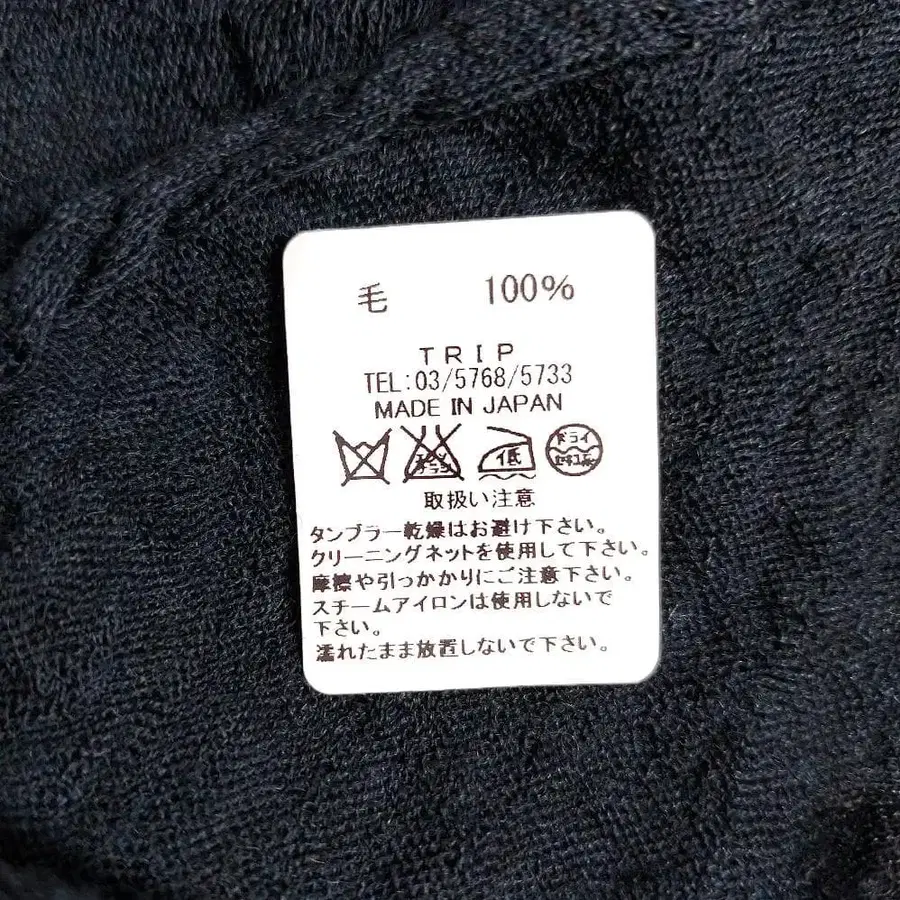 毛 100%
TRIP
TEL:03/5768/5733
MADE IN JAPAN
低 ドライ
取扱い注意
タンブラー乾燥はお避け下さい。
クリーニングネットを使用して下さい。
摩擦や引っかかりにご注意下さい。
スチームアイロンは使用しないで
下さい。
濡れたまま放置しないで下さい。